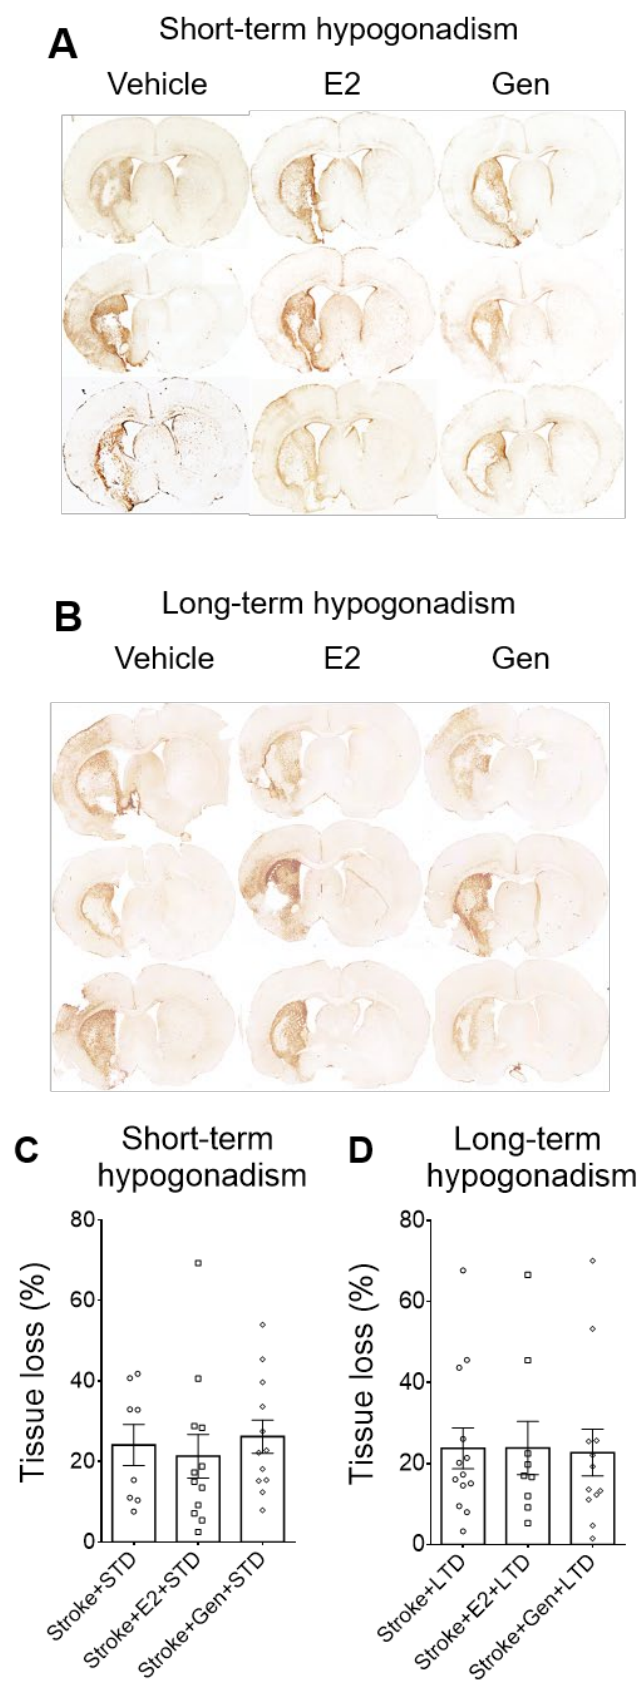 A
Short-term hypogonadism
Vehicle E2 Gen
B
Long-term hypogonadism
Vehicle E2 Gen
C
Short-term
hypogonadism
Tissue loss (%)
80
60
40
20
0
Stroke+STD
Stroke+E2+STD
Stroke+Gen+STD
D
Long-term
hypogonadism
Tissue loss (%)
80
60
40
20
0
Stroke+LTD
Stroke+E2+LTD
Stroke+Gen+LTD